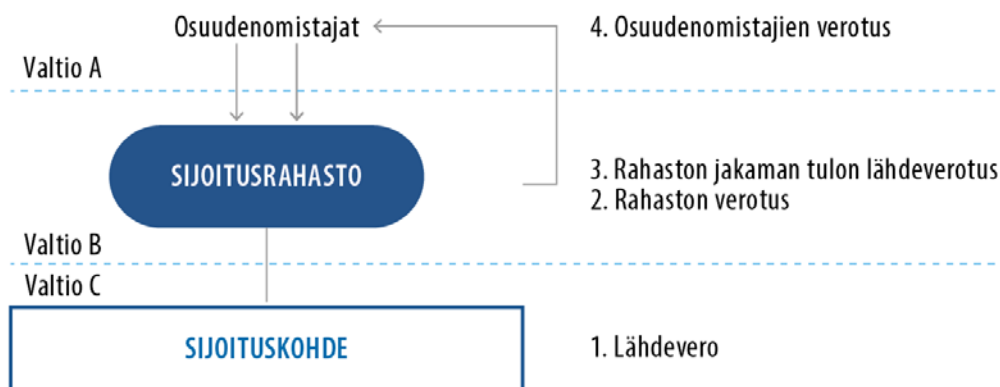 Osuudenomistajat
4. Osuudenomistajien verotus
Valtio A
SIJOITUSRAHASTO
3. Rahaston jakaman tulon lähdeverotus
2. Rahaston verotus
Valtio B
Valtio C
SIJOITUSKOHDE
1. Lähdevero